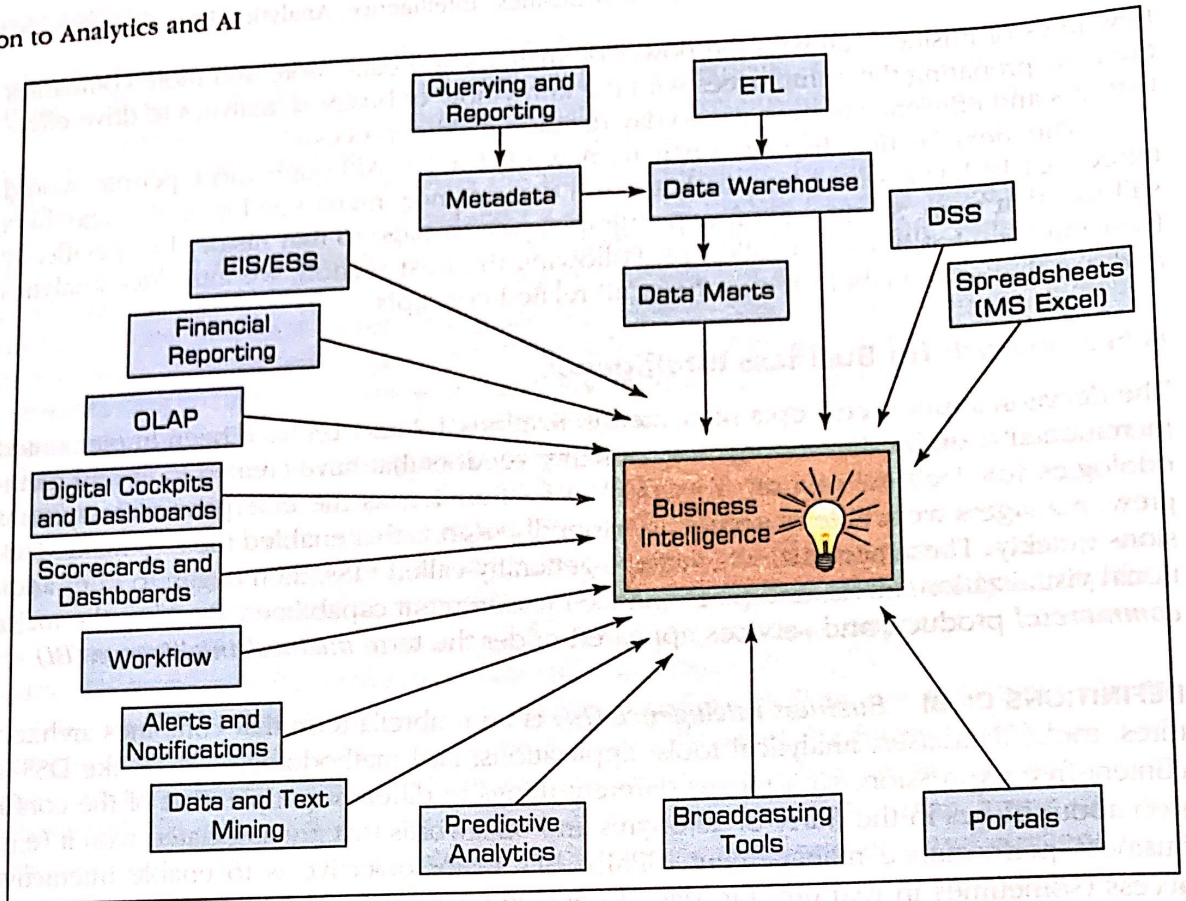 on to Analytics and AI
Querying and
Reporting
ETL
Metadata
Data Warehouse
DSS
EIS/ESS
Data Marts
Spreadsheets
(MS Excel)
Financial
Reporting
OLAP
Digital Cockpits
and Dashboards
Business
Intelligence
Scorecards and
Dashboards
Workflow
Alerts and
Notifications
Data and Text
Mining
Predictive
Analytics
Broadcasting
Tools
Portals